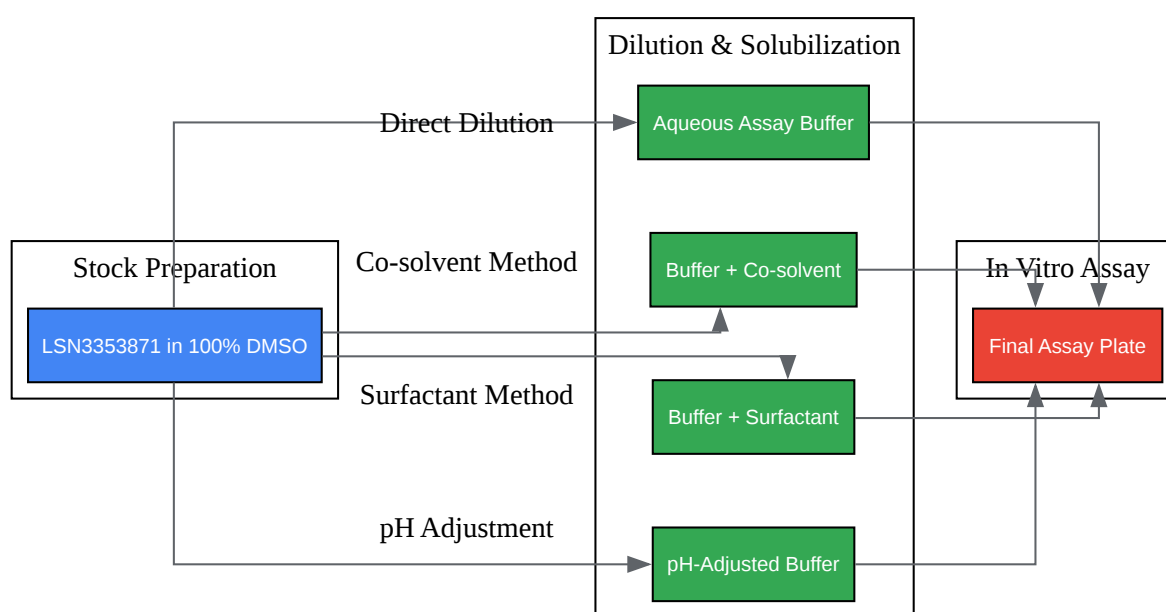 Dilution & Solubilization
Direct Dilution
Aqueous Assay Buffer
Stock Preparation
Co-solvent Method
Buffer + Co-solvent
In Vitro Assay
LSN3353871 in 100% DMSO
Final Assay Plate
Surfactant Method
Buffer + Surfactant
pH Adjustment
pH-Adjusted Buffer